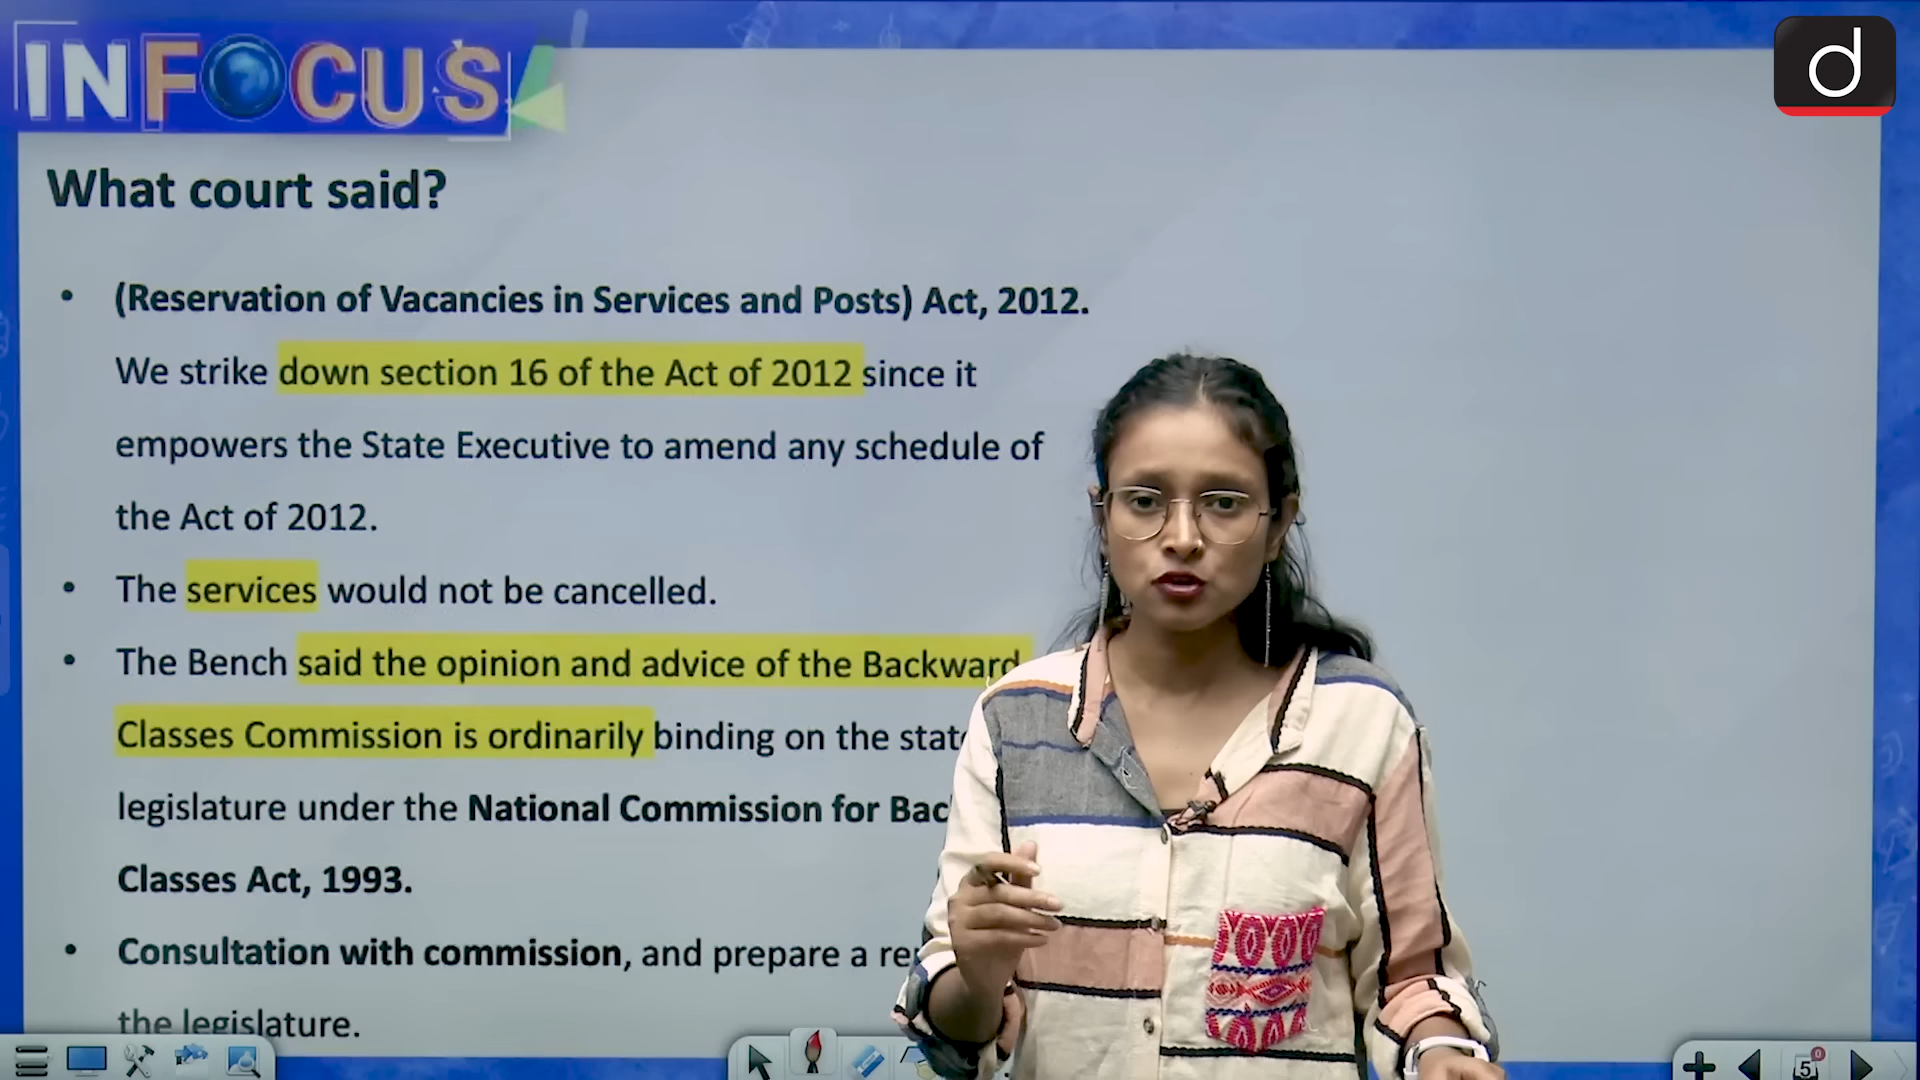 INFOCUS
d
What court said?
• (Reservation of Vacancies in Services and Posts) Act, 2012.
We strike down section 16 of the Act of 2012 since it
empowers the State Executive to amend any schedule of
the Act of 2012.
• The services would not be cancelled.
• The Bench said the opinion and advice of the Backward
Classes Commission is ordinarily binding on the state
legislature under the National Commission for Bac
Classes Act, 1993.
• Consultation with commission, and prepare a re
the legislature.
5
0